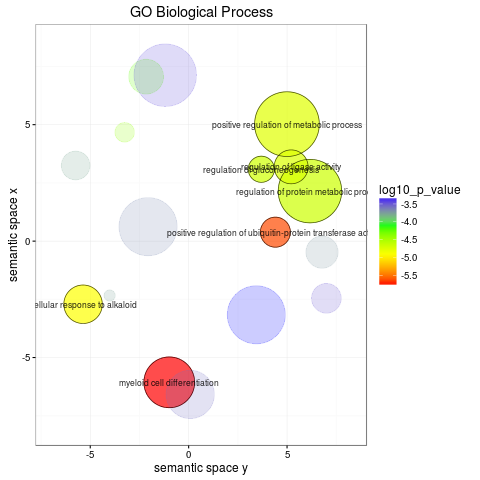 GO Biological Process
positive regulation of metabolic process
regulation of ligase activity
regulation of gluconeogenesis
regulation of protein metabolic pro
positive regulation of ubiquitin-protein transferase act
ellular response to alkaloid
myeloid cell differentiation
5
0
-5
-5
0
5
semantic space x
semantic space y
log10_p_value
-3.5
-4.0
-4.5
-5.0
-5.5